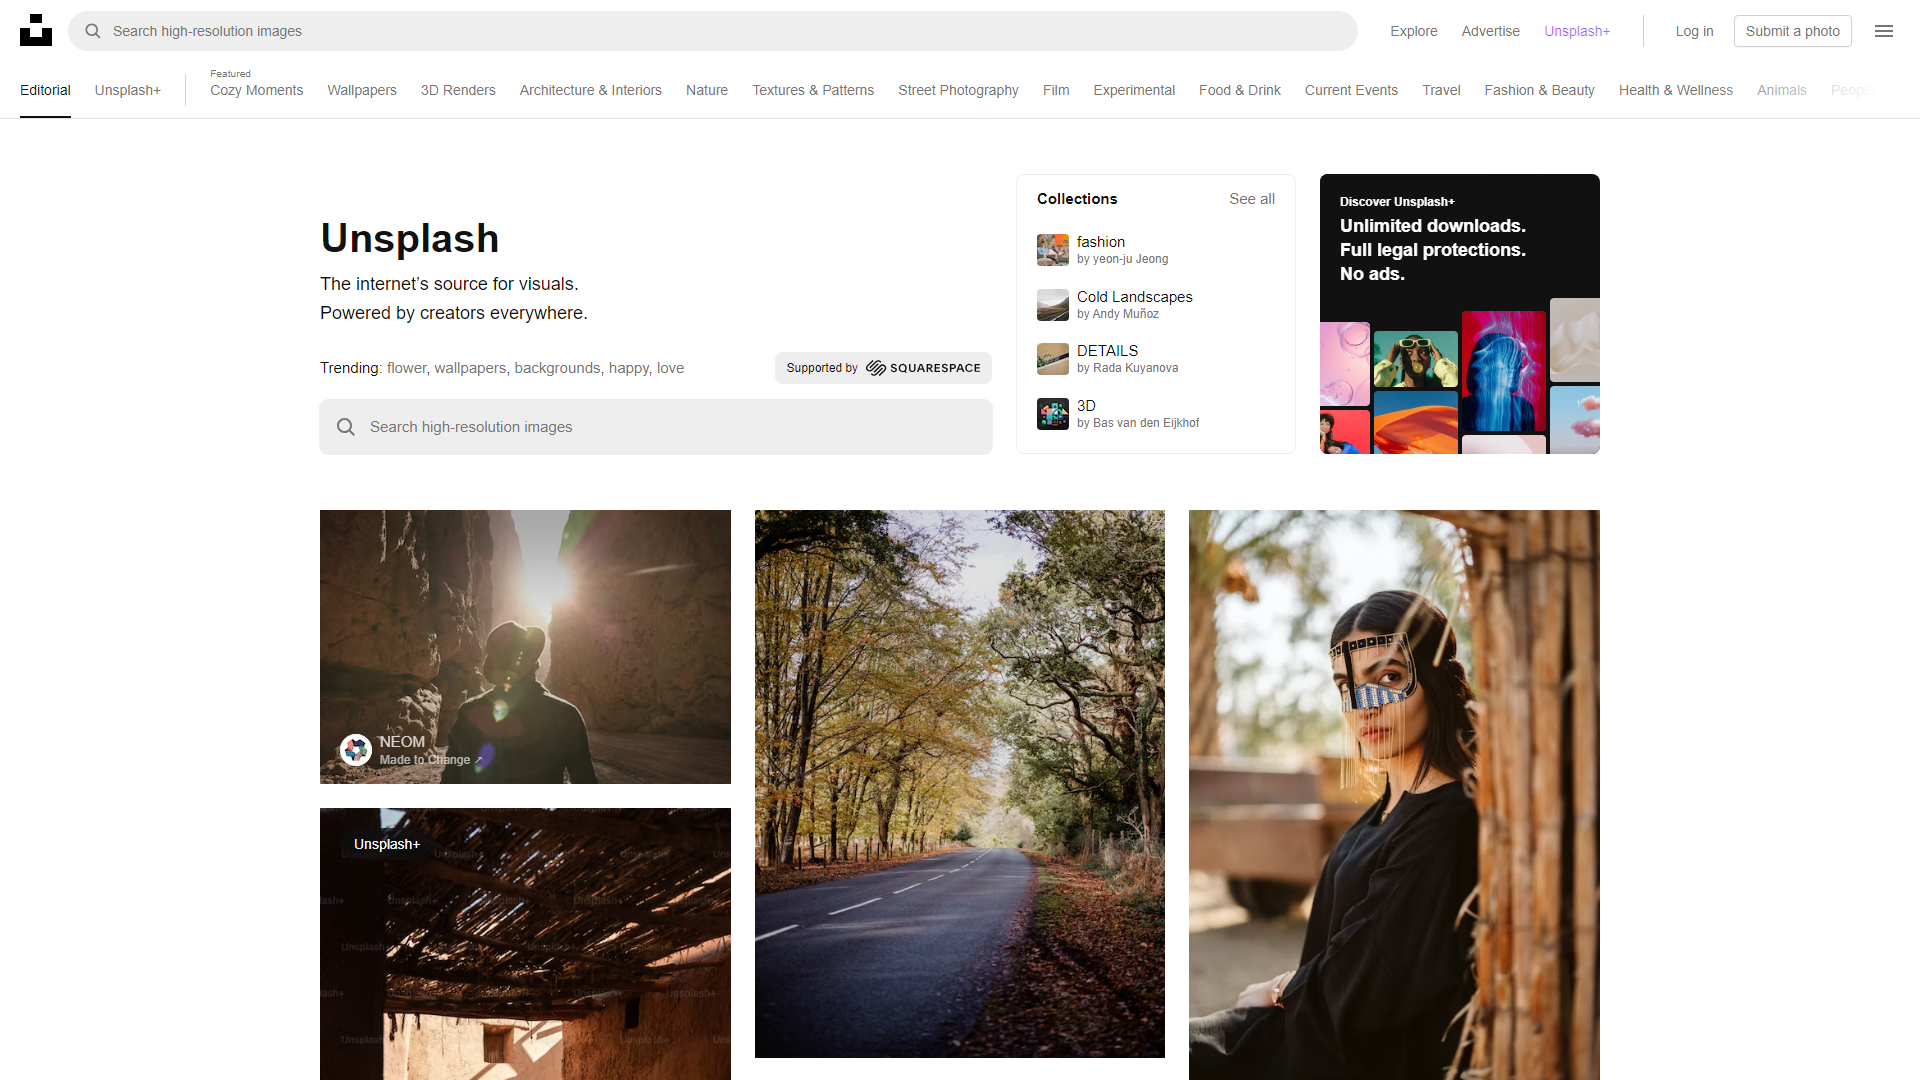 Search high-resolution images
Explore
Advertise
Unsplash+
Log in
Submit a photo
Editorial
Unsplash+
Featured
Cozy Moments
Wallpapers
3D Renders
Architecture & Interiors
Nature
Textures & Patterns
Street Photography
Film
Experimental
Food & Drink
Current Events
Travel
Fashion & Beauty
Health & Wellness
Animals
People
Unsplash
The internet’s source for visuals.
Powered by creators everywhere.
Trending: flower, wallpapers, backgrounds, happy, love
Supported by SQUARESPACE
Search high-resolution images
Collections
See all
fashion
by yeon-ju Jeong
Cold Landscapes
by Andy Muñoz
DETAILS
by Rada Kuyanova
3D
by Bas van den Eijkhof
Discover Unsplash+
Unlimited downloads.
Full legal protections.
No ads.
NEOM
Made to Change ↗
Unsplash+